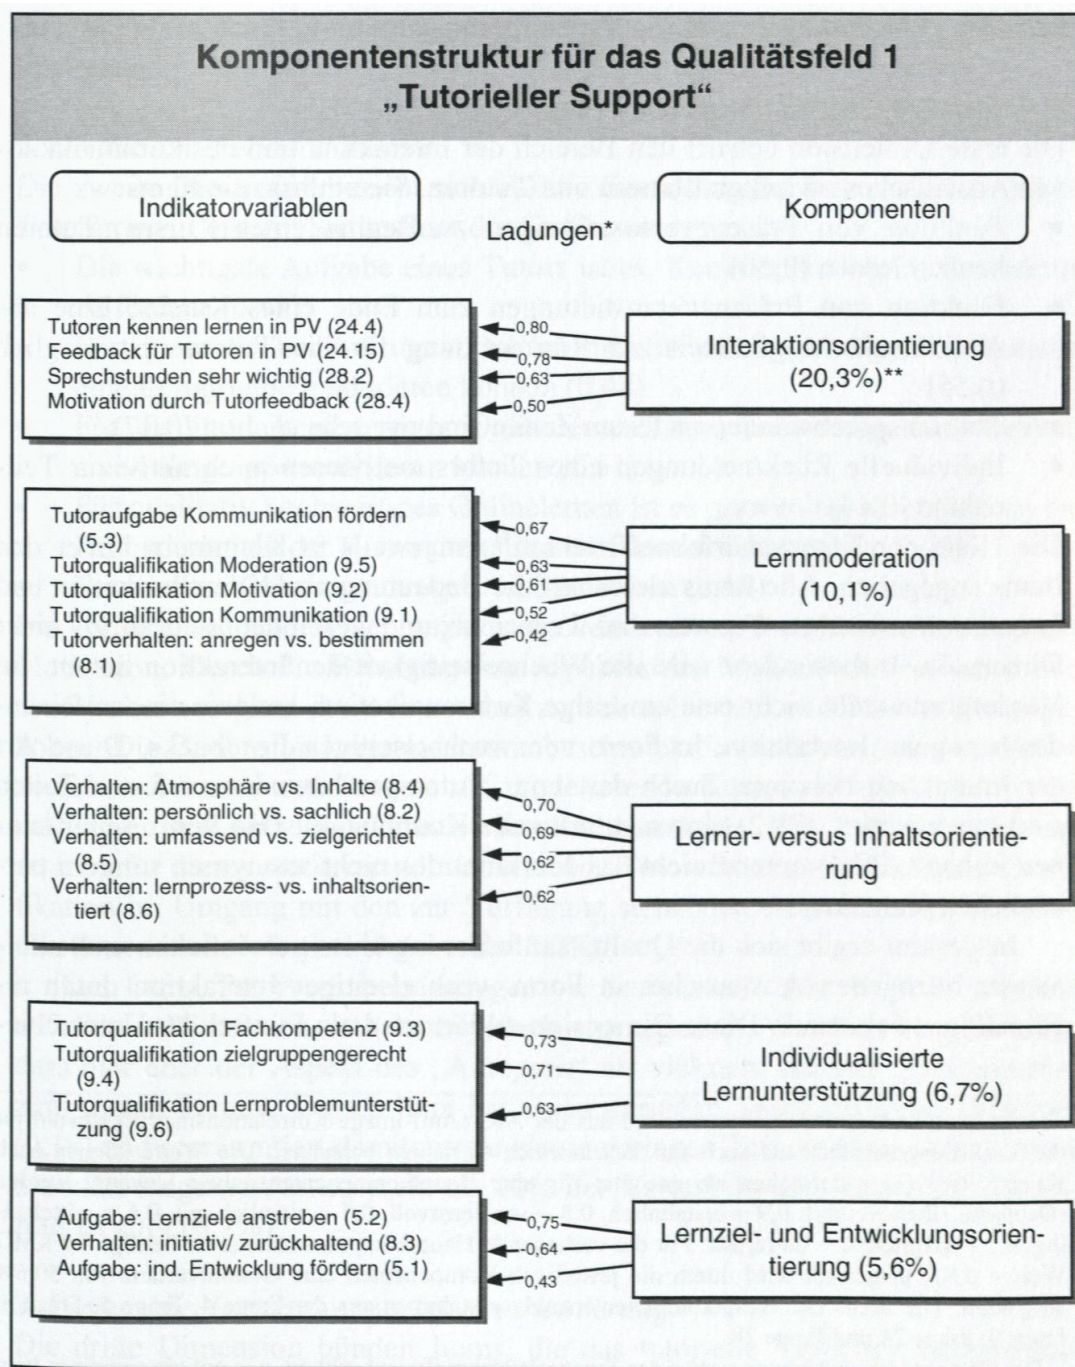 Komponentenstruktur für das Qualitätsfeld 1
„Tutorieller Support“
Indikatorvariablen
Ladungen*
Komponenten
Tutoren kennen lernen in PV (24.4)
Feedback für Tutoren in PV (24.15)
Sprechstunden sehr wichtig (28.2)
Motivation durch Tutorfeedback (28.4)
0,80
0,78
0,63
0,50
Interaktionsorientierung
(20,3%)**
Tutoraufgabe Kommunikation fördern
(5.3)
Tutorqualifikation Moderation (9.5)
Tutorqualifikation Motivation (9.2)
Tutorqualifikation Kommunikation (9.1)
Tutorverhalten: anregen vs. bestimmen
(8.1)
0,67
0,63
0,61
0,52
0,42
Lernmoderation
(10,1%)
Verhalten: Atmosphäre vs. Inhalte (8.4)
Verhalten: persönlich vs. sachlich (8.2)
Verhalten: umfassend vs. zielgerichtet
(8.5)
Verhalten: lernprozess- vs. inhaltsorien-
tiert (8.6)
0,70
0,69
0,62
0,62
Lerner- versus Inhaltsorientie-
rung
Tutorqualifikation Fachkompetenz (9.3)
Tutorqualifikation zielgruppengerecht
(9.4)
Tutorqualifikation Lernproblemunterstüt-
zung (9.6)
0,73
0,71
0,63
Individualisierte
Lernunterstützung (6,7%)
Aufgabe: Lernziele anstreben (5.2)
Verhalten: initiativ/ zurückhaltend (8.3)
Aufgabe: ind. Entwicklung fördern (5.1)
0,75
-0,64
0,43
Lernziel- und Entwicklungsorien-
tierung (5,6%)